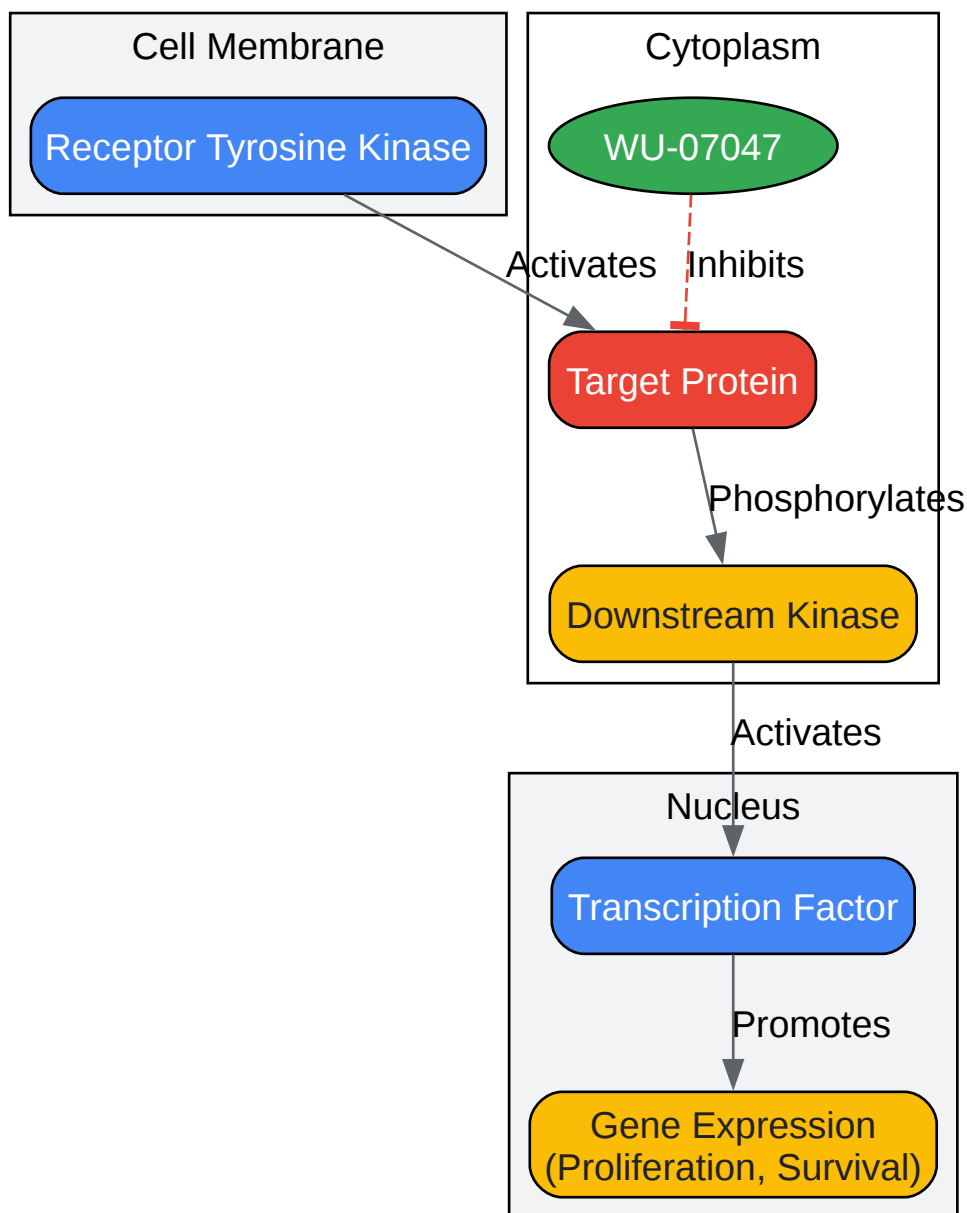 Cell Membrane
Cytoplasm
Receptor Tyrosine Kinase
WU-07047
Activates
Inhibits
Target Protein
Phosphorylates
Downstream Kinase
Activates
Nucleus
Transcription Factor
Promotes
Gene Expression
(Proliferation, Survival)